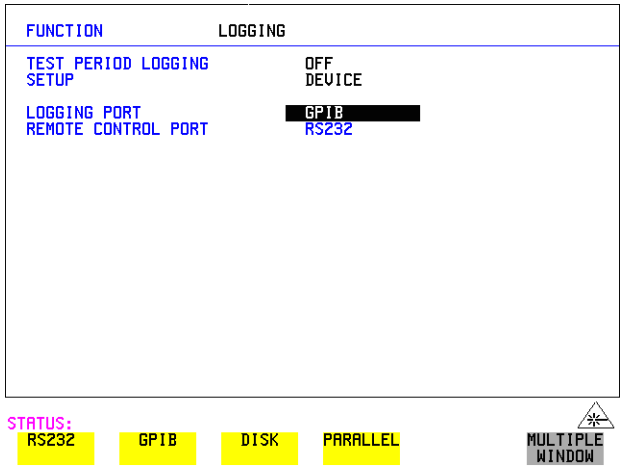 FUNCTION LOGGING
TEST PERIOD LOGGING OFF
SETUP DEVICE
LOGGING PORT GPIB
REMOTE CONTROL PORT RS232
STATUS:
RS232 GPIB DISK PARALLEL MULTIPLE
WINDOW